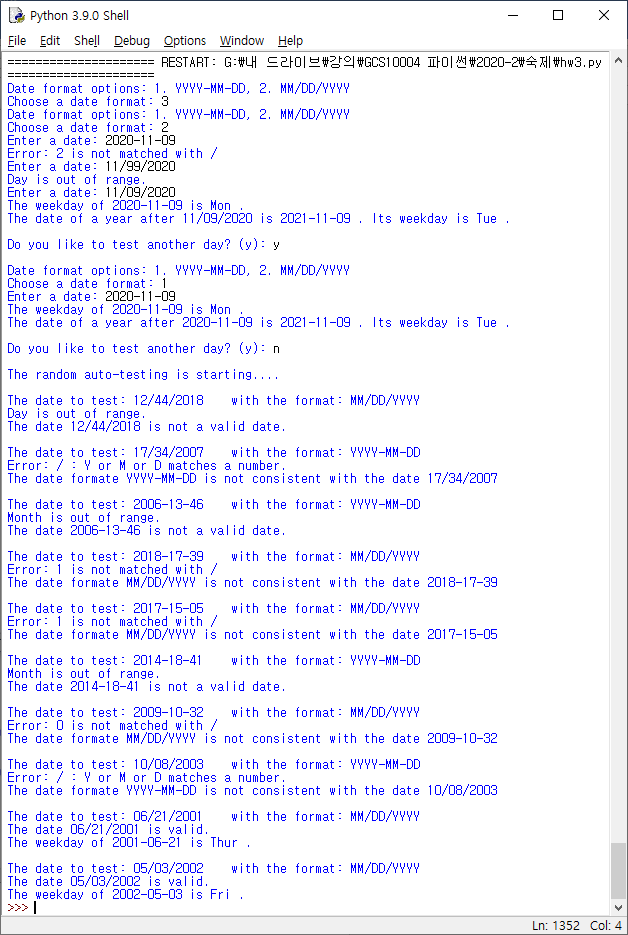 Python 3.9.0 Shell
File Edit Shell Debug Options Window Help
===================== RESTART: G:₩내 드라이브₩강의₩GCS10004 파이썬₩2020-2₩숙제₩hw3.py
=====================
Date format options: 1. YYYY-MM-DD, 2. MM/DD/YYYY
Choose a date format: 3
Date format options: 1. YYYY-MM-DD, 2. MM/DD/YYYY
Choose a date format: 2
Enter a date: 2020-11-09
Error: 2 is not matched with /
Enter a date: 11/99/2020
Day is out of range.
Enter a date: 11/09/2020
The weekday of 2020-11-09 is Mon .
The date of a year after 11/09/2020 is 2021-11-09 . Its weekday is Tue .

Do you like to test another day? (y): y

Date format options: 1. YYYY-MM-DD, 2. MM/DD/YYYY
Choose a date format: 1
Enter a date: 2020-11-09
The weekday of 2020-11-09 is Mon .
The date of a year after 2020-11-09 is 2021-11-09 . Its weekday is Tue .

Do you like to test another day? (y): n

The random auto-testing is starting....

The date to test: 12/44/2018    with the format: MM/DD/YYYY
Day is out of range.
The date 12/44/2018 is not a valid date.

The date to test: 17/34/2007    with the format: YYYY-MM-DD
Error: / : Y or M or D matches a number.
The date formate YYYY-MM-DD is not consistent with the date 17/34/2007

The date to test: 2006-13-46    with the format: YYYY-MM-DD
Month is out of range.
The date 2006-13-46 is not a valid date.

The date to test: 2018-17-39    with the format: MM/DD/YYYY
Error: 1 is not matched with /
The date formate MM/DD/YYYY is not consistent with the date 2018-17-39

The date to test: 2017-15-05    with the format: MM/DD/YYYY
Error: 1 is not matched with /
The date formate MM/DD/YYYY is not consistent with the date 2017-15-05

The date to test: 2014-18-41    with the format: YYYY-MM-DD
Month is out of range.
The date 2014-18-41 is not a valid date.

The date to test: 2009-10-32    with the format: MM/DD/YYYY
Error: 0 is not matched with /
The date formate MM/DD/YYYY is not consistent with the date 2009-10-32

The date to test: 10/08/2003    with the format: YYYY-MM-DD
Error: / : Y or M or D matches a number.
The date formate YYYY-MM-DD is not consistent with the date 10/08/2003

The date to test: 06/21/2001    with the format: MM/DD/YYYY
The date 06/21/2001 is valid.
The weekday of 2001-06-21 is Thur .

The date to test: 05/03/2002    with the format: MM/DD/YYYY
The date 05/03/2002 is valid.
The weekday of 2002-05-03 is Fri .
>>>
Ln: 1352 Col: 4